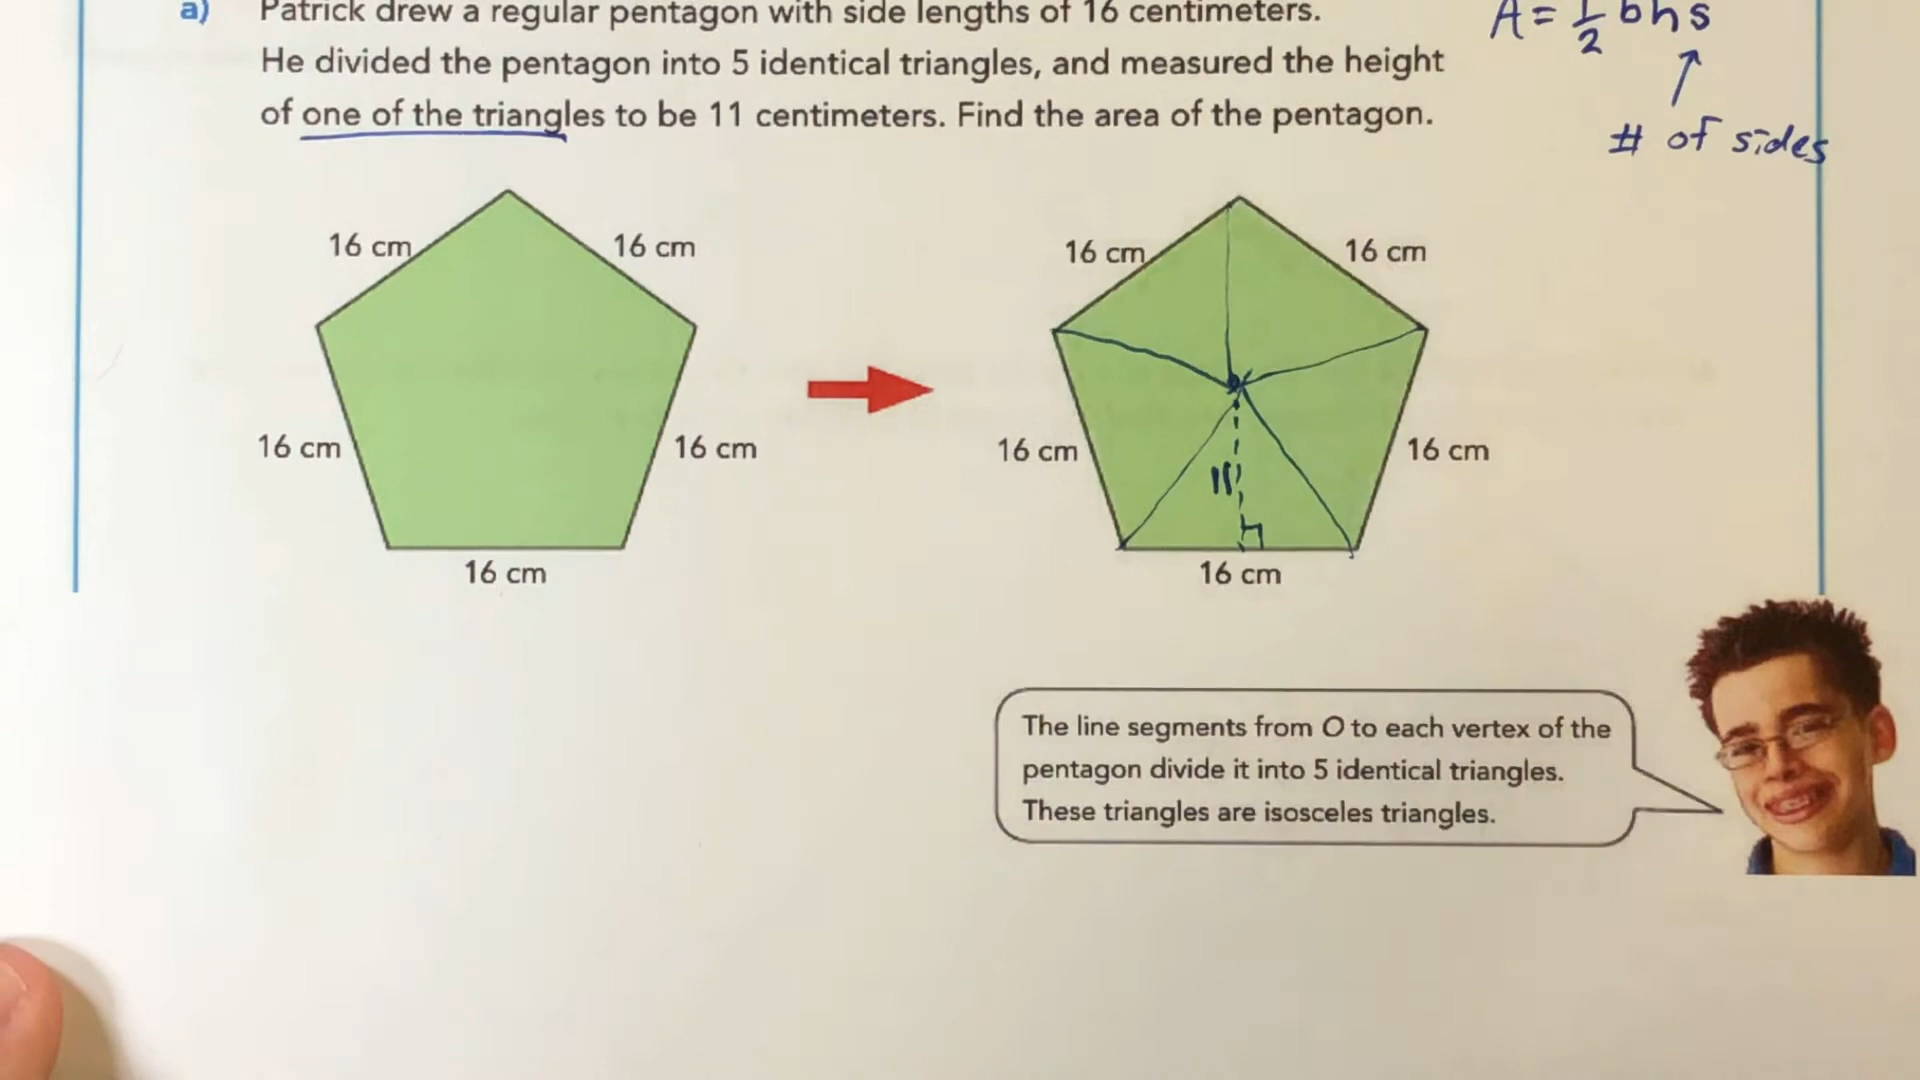 a) Patrick drew a regular pentagon with side lengths of 16 centimeters.
He divided the pentagon into 5 identical triangles, and measured the height
of one of the triangles to be 11 centimeters. Find the area of the pentagon.
A = 1/2 bhs
# of sides
16 cm
16 cm
16 cm
16 cm
16 cm
16 cm
16 cm
16 cm
16 cm
11
16 cm
The line segments from O to each vertex of the
pentagon divide it into 5 identical triangles.
These triangles are isosceles triangles.